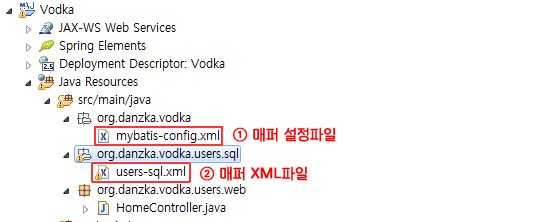 Vodka
JAX-WS Web Services
Spring Elements
Deployment Descriptor: Vodka
Java Resources
src/main/java
org.danzka.vodka
mybatis-config.xml ① 매퍼 설정파일
org.danzka.vodka.users.sql
users-sql.xml ② 매퍼 XML파일
org.danzka.vodka.users.web
HomeController.java